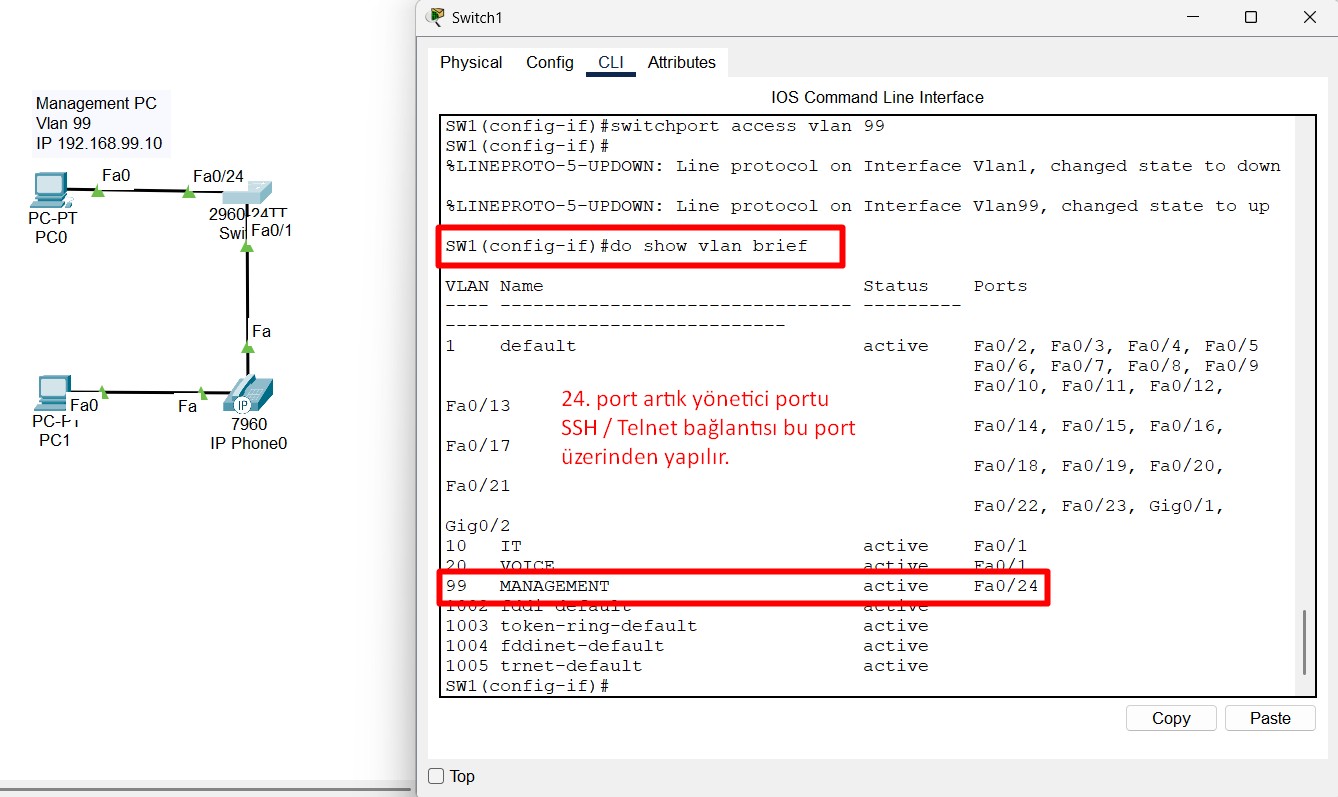 Switch1
Physical Config CLI Attributes
IOS Command Line Interface
Management PC
Vlan 99
IP 192.168.99.10
Fa0
Fa0/24
PC-PT
PC0
2960-24TT
Swi
Fa0/1
Fa
Fa0
Fa
PC1
7960
IP Phone0
IP
SW1(config-if)#switchport access vlan 99
SW1(config-if)#
%LINEPROTO-5-UPDOWN: Line protocol on Interface Vlan1, changed state to down
%LINEPROTO-5-UPDOWN: Line protocol on Interface Vlan99, changed state to up
SW1(config-if)#do show vlan brief
VLAN Name Status Ports
---- -------------------------------- ---------
-------------------------------
1 default active Fa0/2, Fa0/3, Fa0/4, Fa0/5
Fa0/6, Fa0/7, Fa0/8, Fa0/9
Fa0/10, Fa0/11, Fa0/12,
Fa0/13
Fa0/14, Fa0/15, Fa0/16,
Fa0/17
Fa0/18, Fa0/19, Fa0/20,
Fa0/21
Fa0/22, Fa0/23, Gig0/1,
Gig0/2
10 IT active Fa0/1
20 VOICE active Fa0/1
99 MANAGEMENT active Fa0/24
1002 fddi-default active
1003 token-ring-default active
1004 fddinet-default active
1005 trnet-default active
SW1(config-if)#
24. port artık yönetici portu
SSH / Telnet bağlantısı bu port
üzerinden yapılır.
Copy Paste
Top